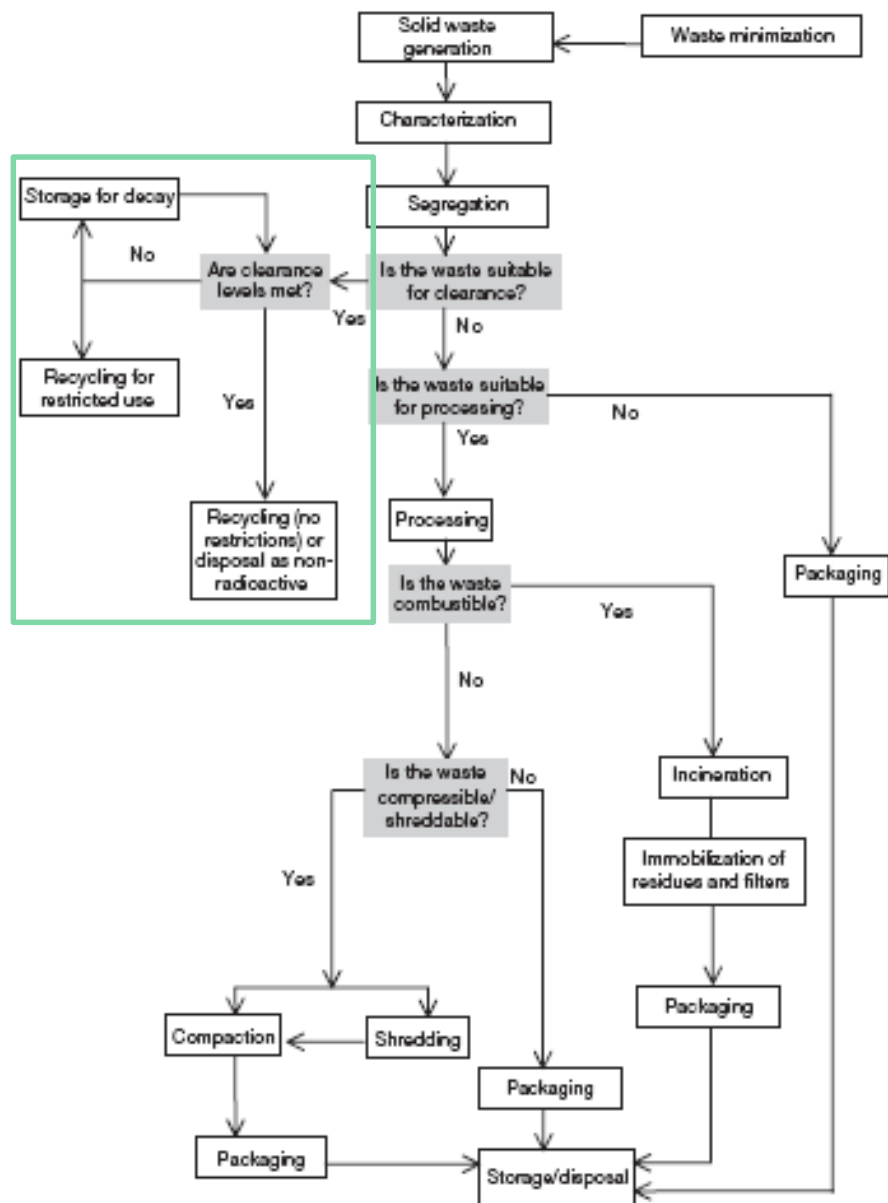 Solid waste
generation
Waste minimization
Characterization
Segregation
Storage for decay
No
Are clearance
levels met?
Is the waste suitable
for clearance?
Yes
No
Recycling for
restricted use
Yes
Is the waste suitable
for processing?
No
Yes
Processing
Recycling (no
restrictions) or
disposal as non-
radioactive
Is the waste
combustible?
Packaging
Yes
No
Is the waste
compressible/
shreddable?
No
Incineration
Yes
Immobilization of
residues and filters
Packaging
Compaction
Shredding
Packaging
Packaging
Storage/disposal